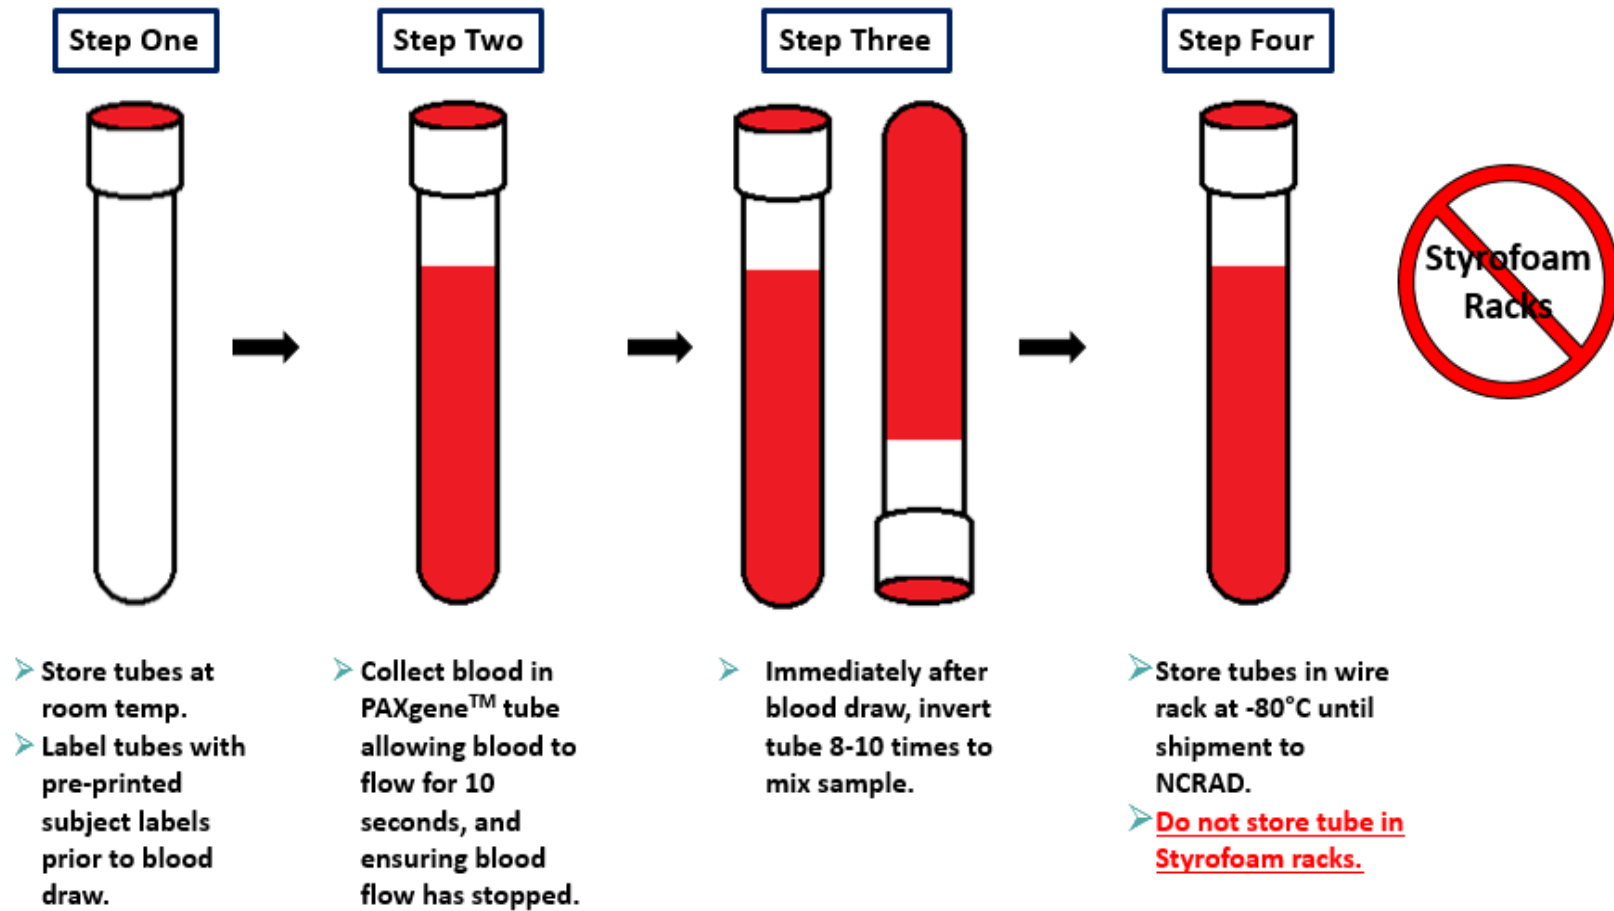 Step One
Step Two
Step Three
Step Four
Styrofoam
Racks
➢ Store tubes at
room temp.
➢ Label tubes with
pre-printed
subject labels
prior to blood
draw.
➢ Collect blood in
PAXgene™ tube
allowing blood to
flow for 10
seconds, and
ensuring blood
flow has stopped.
➢ Immediately after
blood draw, invert
tube 8-10 times to
mix sample.
➢ Store tubes in wire
rack at -80°C until
shipment to
NCRAD.
➢ Do not store tube in
Styrofoam racks.